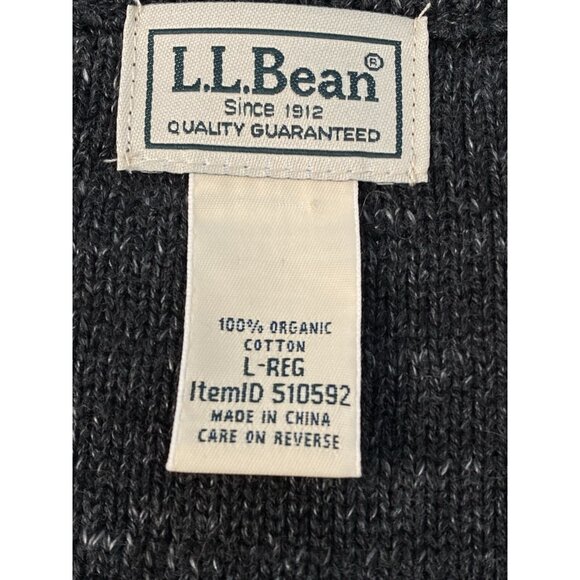 L.L.Bean®
Since 1912
QUALITY GUARANTEED
100% ORGANIC
COTTON
L-REG
ItemID 510592
MADE IN CHINA
CARE ON REVERSE